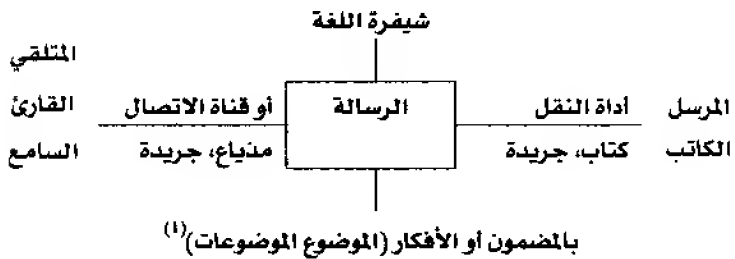 شيفرة اللغة
المتلقي
المرسل أداة النقل الرسالة أو قناة الاتصال القارئ
الكاتب كتاب، جريدة مذياع، جريدة السامع
بالمضمون أو الأفكار (الموضوع الموضوعات)(1)